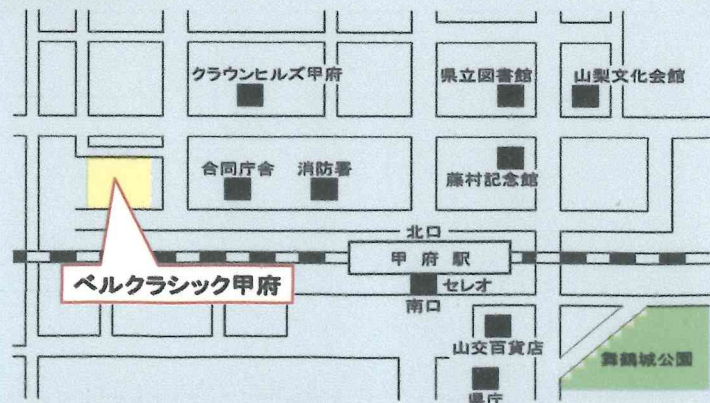 クラウンヒルズ甲府
県立図書館
山梨文化会館
合同庁舎
消防署
藤村記念館
北口
甲府駅
ベルクラシック甲府
セレオ
南口
山交百貨店
舞鶴城公園
県庁